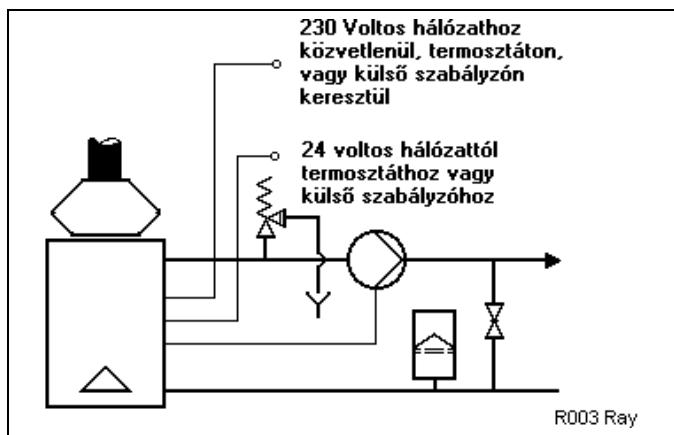 230 Voltos hálózathoz
közvetlenül, termosztáton,
vagy külső szabályzón
keresztül
24 voltos hálózattól
termosztáthoz vagy
külső szabályzóhoz
R003 Ray